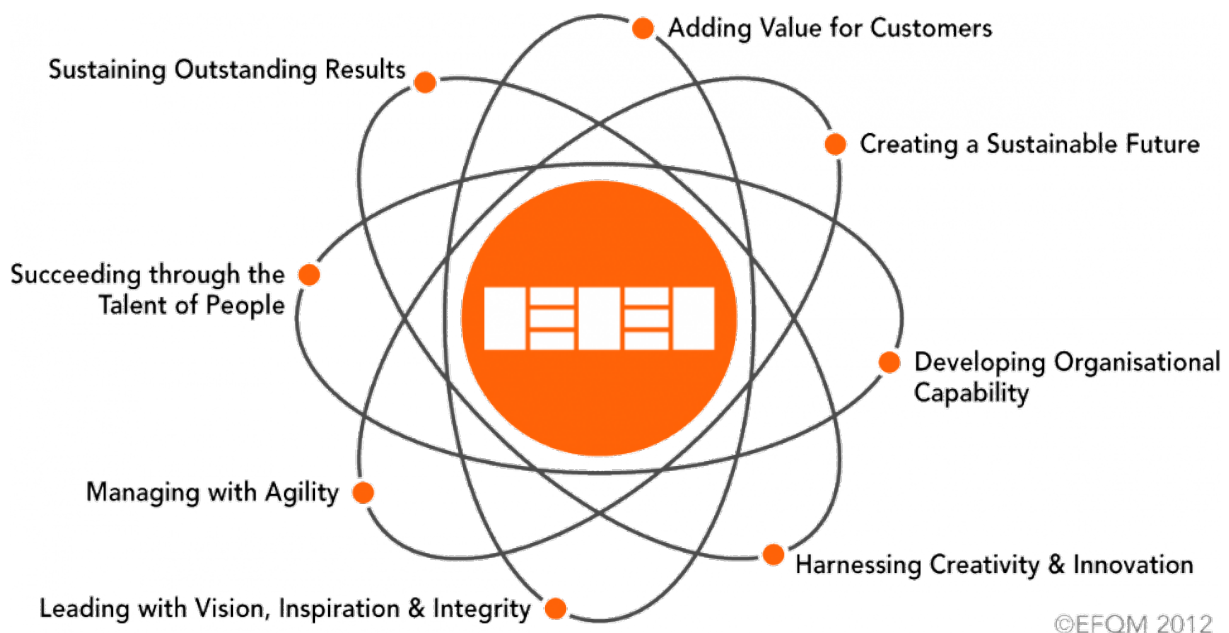 Adding Value for Customers
Sustaining Outstanding Results
Creating a Sustainable Future
Succeeding through the
Talent of People
Developing Organisational
Capability
Managing with Agility
Harnessing Creativity & Innovation
Leading with Vision, Inspiration & Integrity
©EFQM 2012